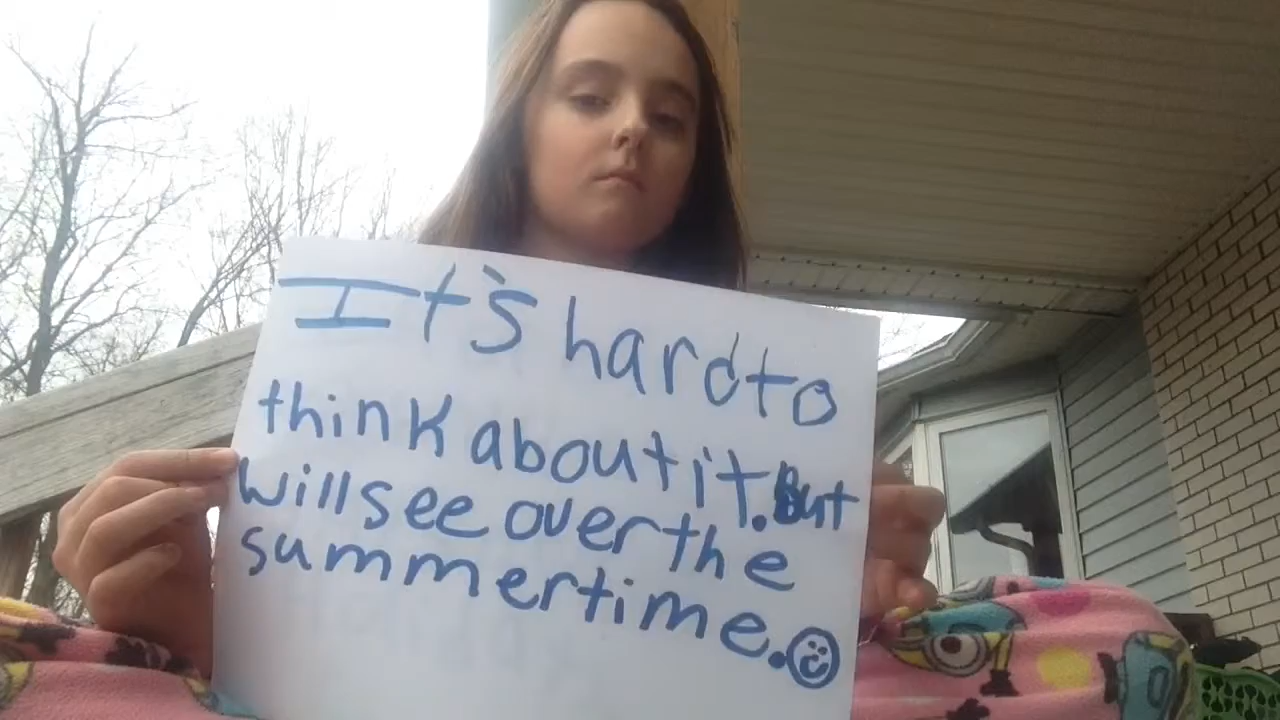 It's hard to
think about it. But
will see over the
summertime.